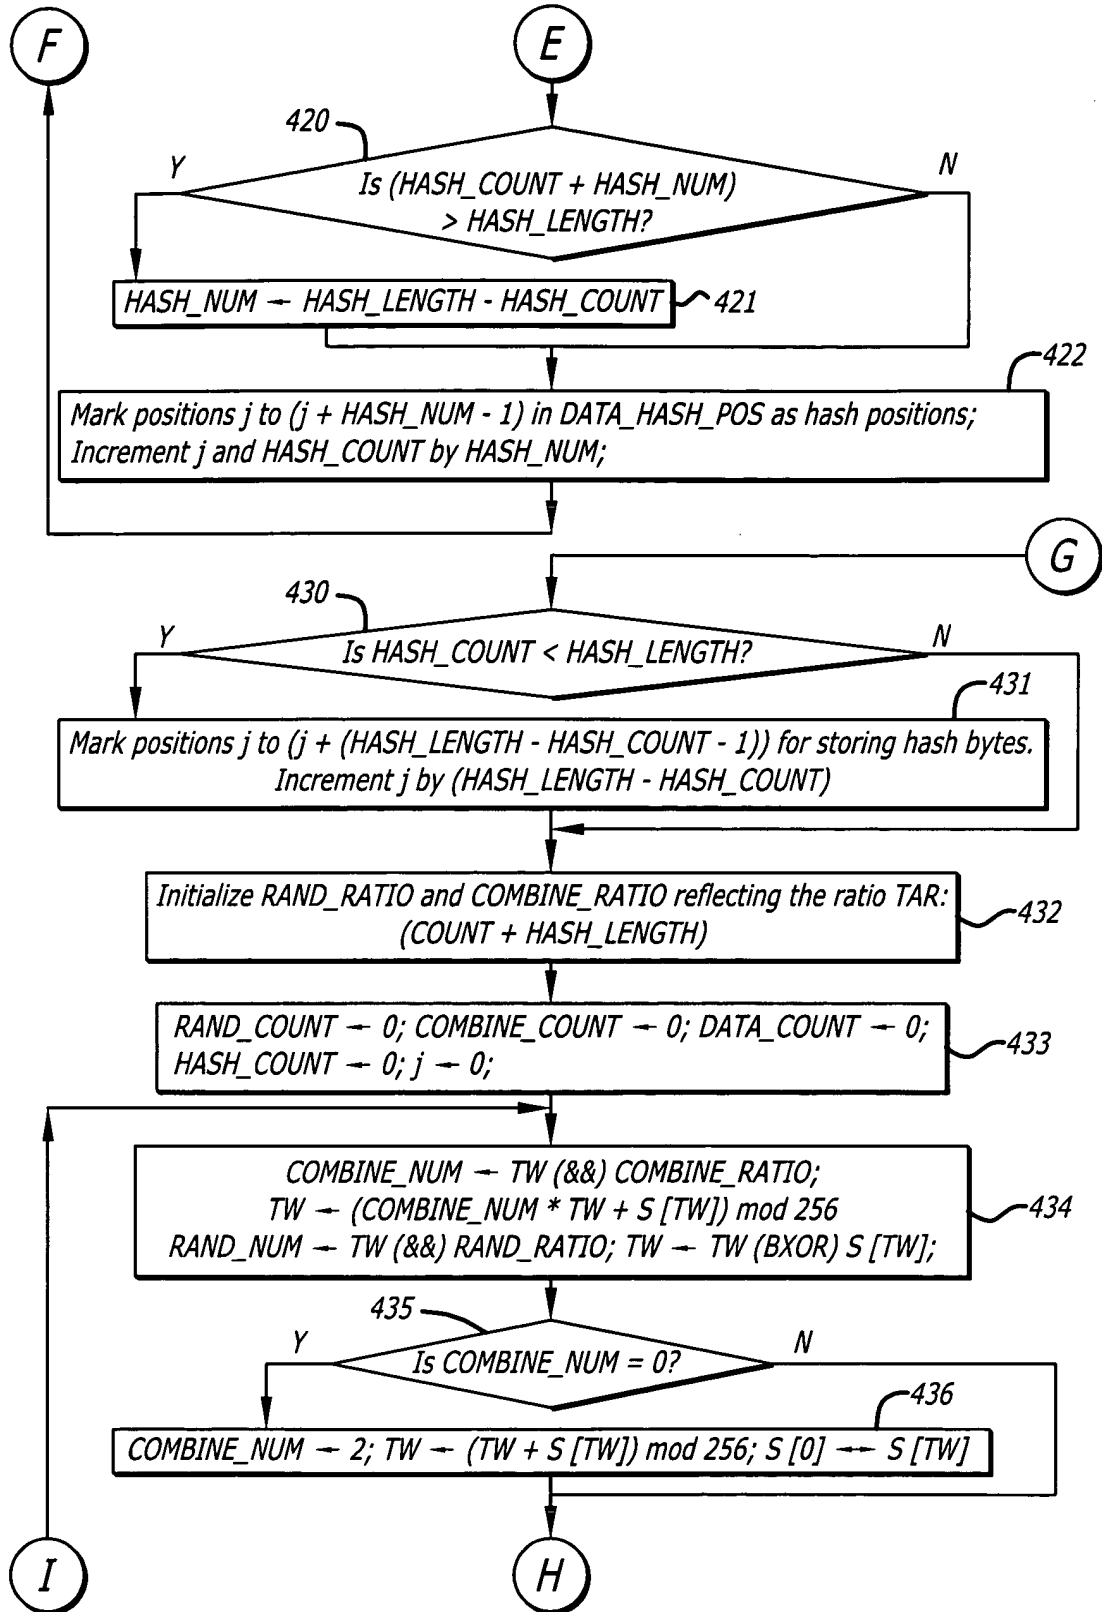 F
E
420
Y
N
Is (HASH_COUNT + HASH_NUM)
> HASH_LENGTH?
HASH_NUM ← HASH_LENGTH - HASH_COUNT
421
422
Mark positions j to (j + HASH_NUM - 1) in DATA_HASH_POS as hash positions;
Increment j and HASH_COUNT by HASH_NUM;
G
430
Y
N
Is HASH_COUNT < HASH_LENGTH?
431
Mark positions j to (j + (HASH_LENGTH - HASH_COUNT - 1)) for storing hash bytes.
Increment j by (HASH_LENGTH - HASH_COUNT)
Initialize RAND_RATIO and COMBINE_RATIO reflecting the ratio TAR:
(COUNT + HASH_LENGTH)
432
RAND_COUNT ← 0; COMBINE_COUNT ← 0; DATA_COUNT ← 0;
HASH_COUNT ← 0; j ← 0;
433
COMBINE_NUM ← TW (&&) COMBINE_RATIO;
TW ← (COMBINE_NUM * TW + S [TW]) mod 256
RAND_NUM ← TW (&&) RAND_RATIO; TW ← TW (BXOR) S [TW];
434
435
Y
N
Is COMBINE_NUM = 0?
436
COMBINE_NUM ← 2; TW ← (TW + S [TW]) mod 256; S [0] ↔ S [TW]
I
H